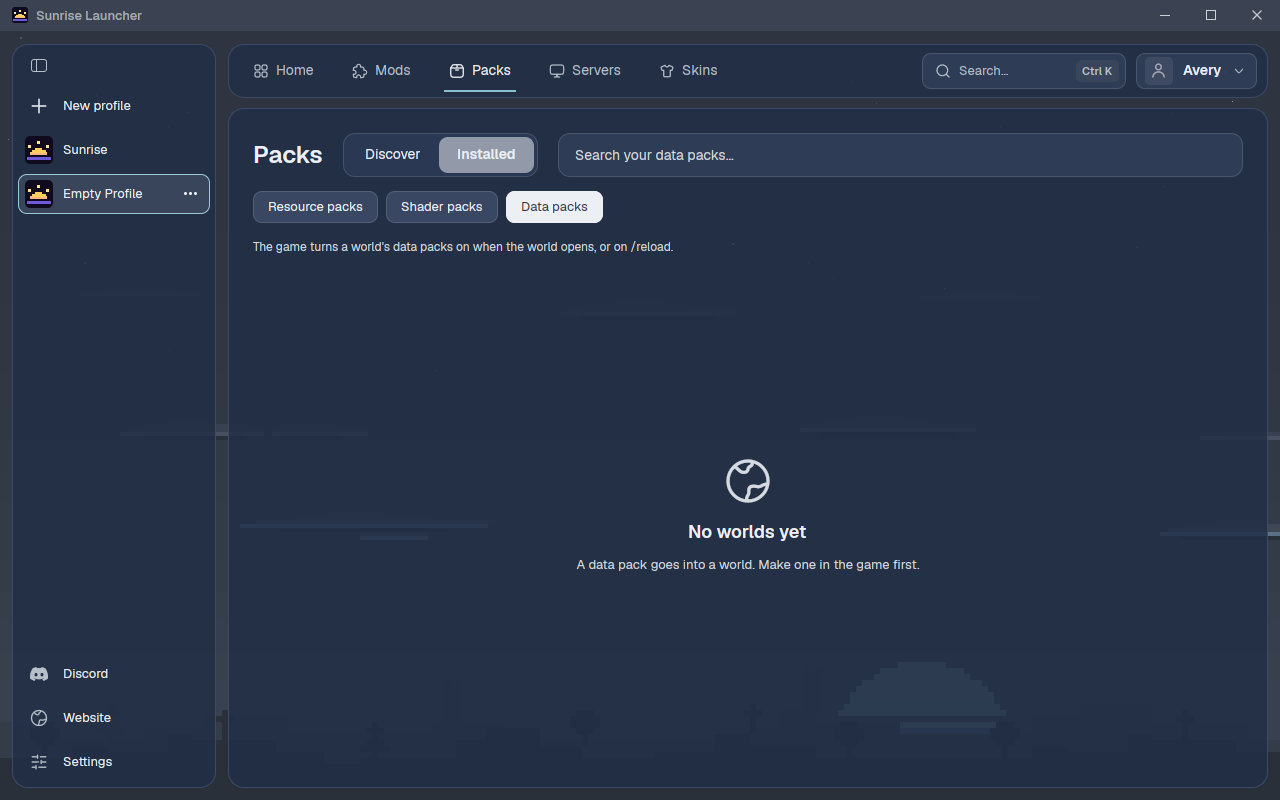 Sunrise Launcher
New profile
Sunrise
Empty Profile
Discord
Website
Settings
Home
Mods
Packs
Servers
Skins
Search...
Ctrl K
Avery
Packs
Discover
Installed
Search your data packs...
Resource packs
Shader packs
Data packs
The game turns a world's data packs on when the world opens, or on /reload.
No worlds yet
A data pack goes into a world. Make one in the game first.